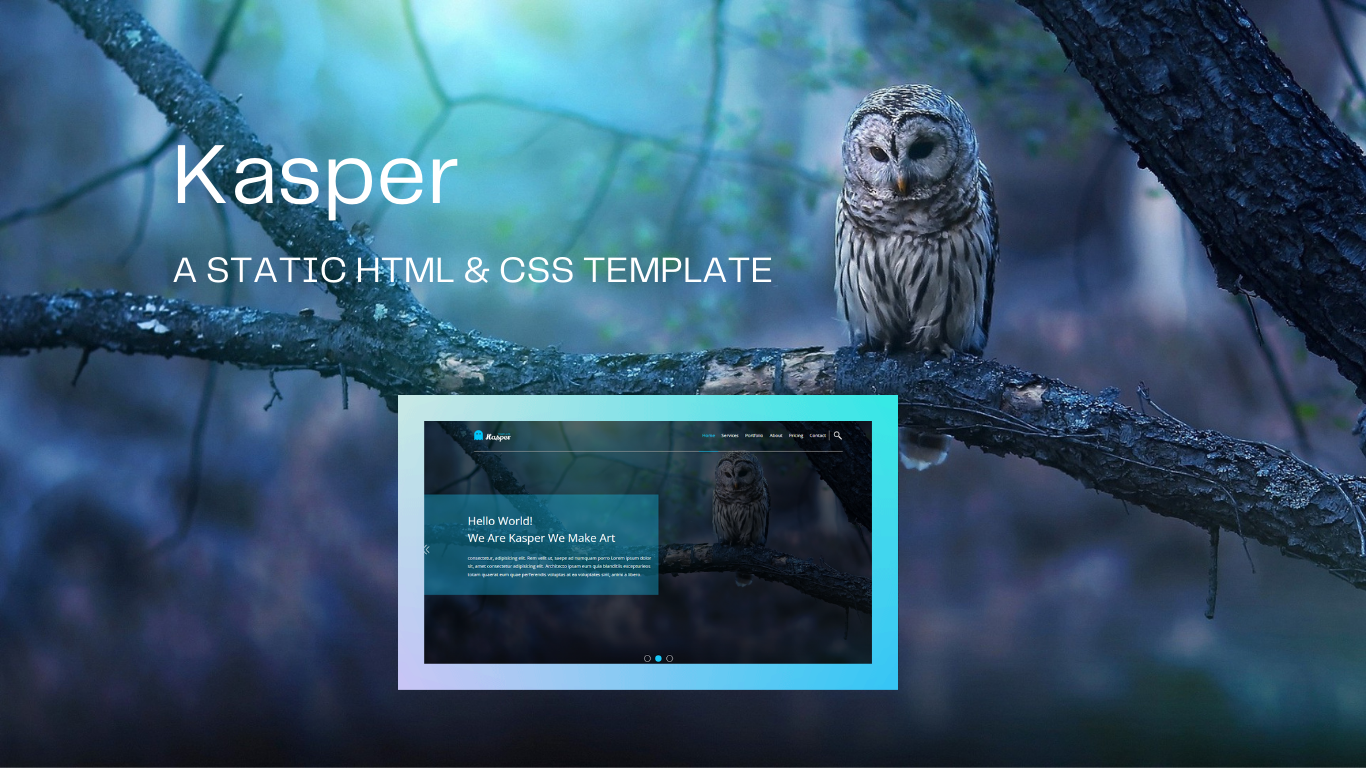 Kasper
A STATIC HTML & CSS TEMPLATE
Kasper
Home Services Portfolio About Pricing Contact
Hello World!
We Are Kasper We Make Art
consectetur, adipisicing elit. Rem velit ut, saepe ad numquam porro Lorem ipsum dolor
sit, amet consectetur adipisicing elit. Architecto ipsam eum quia blanditiis excepturi
totam quaerat eum quae perferendis voluptas at ea voluptates sint, animi a libero.